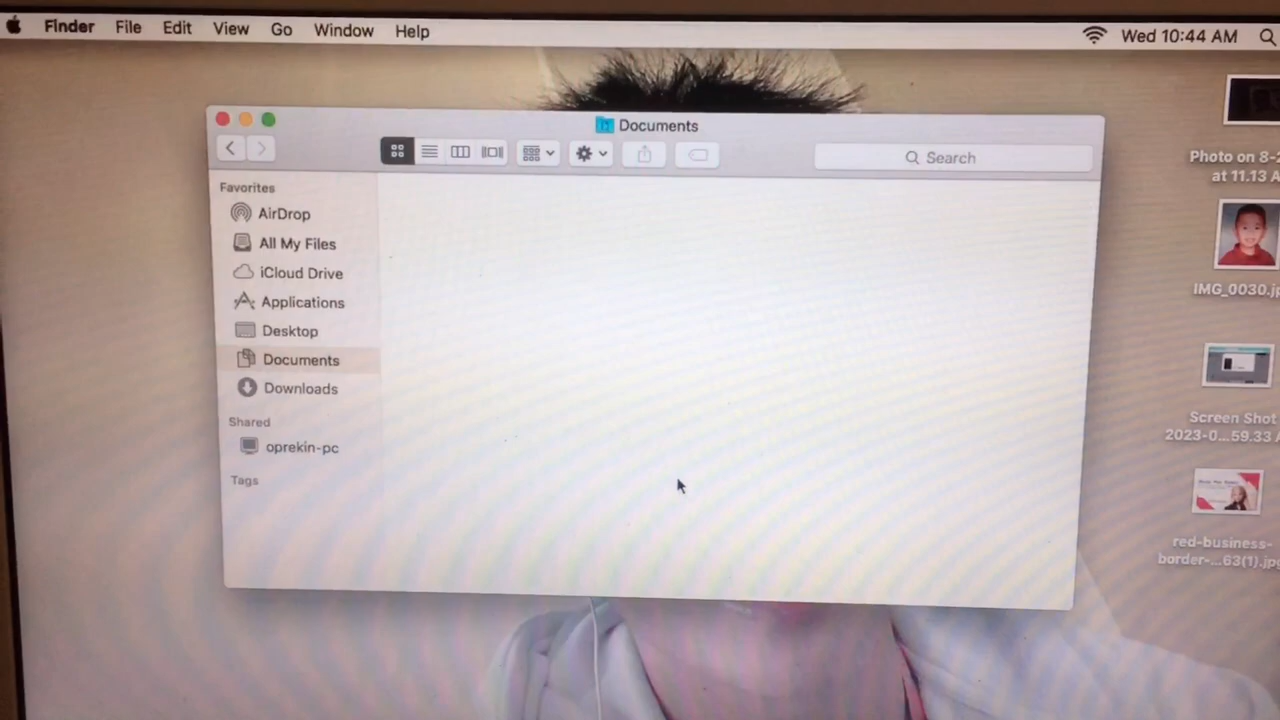 Finder File Edit View Go Window Help Wed 10:44 AM
Documents
Search
Favorites
AirDrop
All My Files
iCloud Drive
Applications
Desktop
Documents
Downloads
Shared
oprekin-pc
Tags
Photo on 8-2
at 11.13 A
IMG_0030.jp
Screen Shot
2023-0...59.33 A
red-business-
border-...63(1).jpg